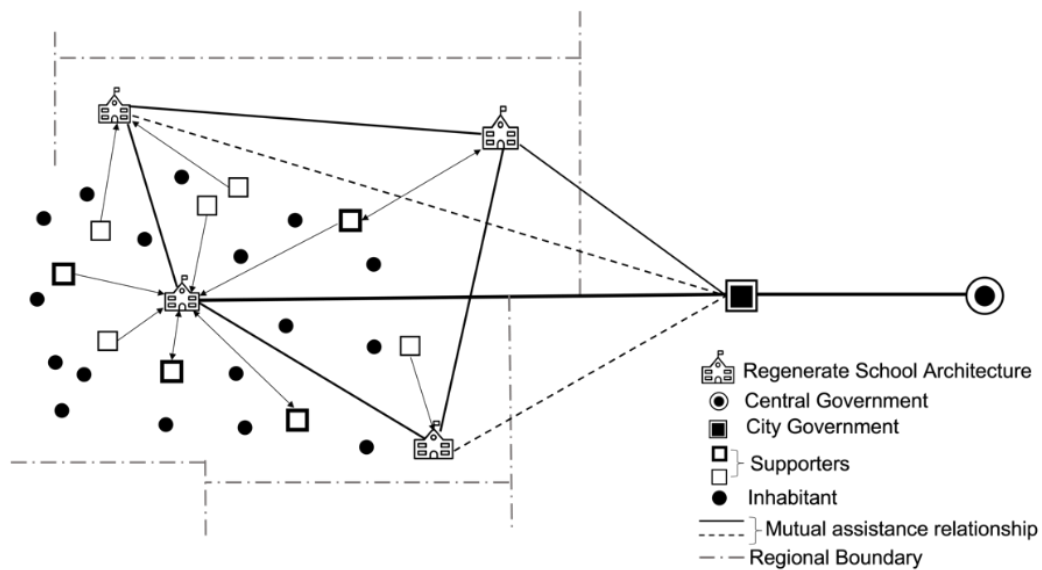 Regenerate School Architecture
Central Government
City Government
Supporters
Inhabitant
Mutual assistance relationship
Regional Boundary